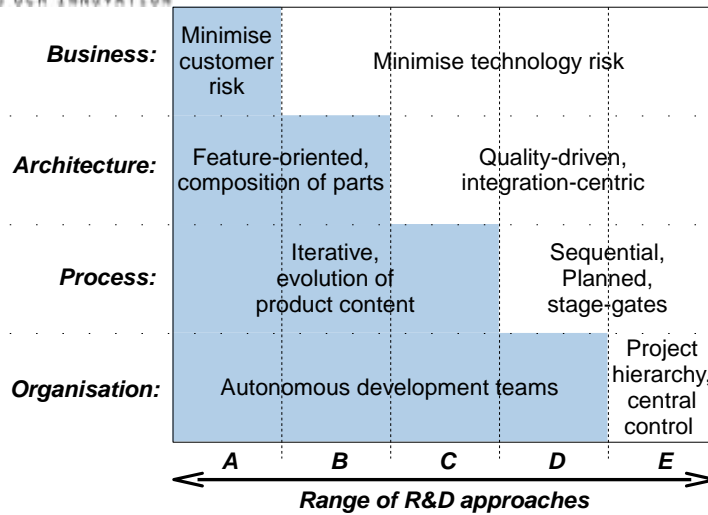 OCH INNOVATION
Business:
Minimise
customer
risk
Minimise technology risk
Architecture:
Feature-oriented,
composition of parts
Quality-driven,
integration-centric
Process:
Iterative,
evolution of
product content
Sequential,
Planned,
stage-gates
Organisation:
Autonomous development teams
Project
hierarchy,
central
control
A B C D E
Range of R&D approaches